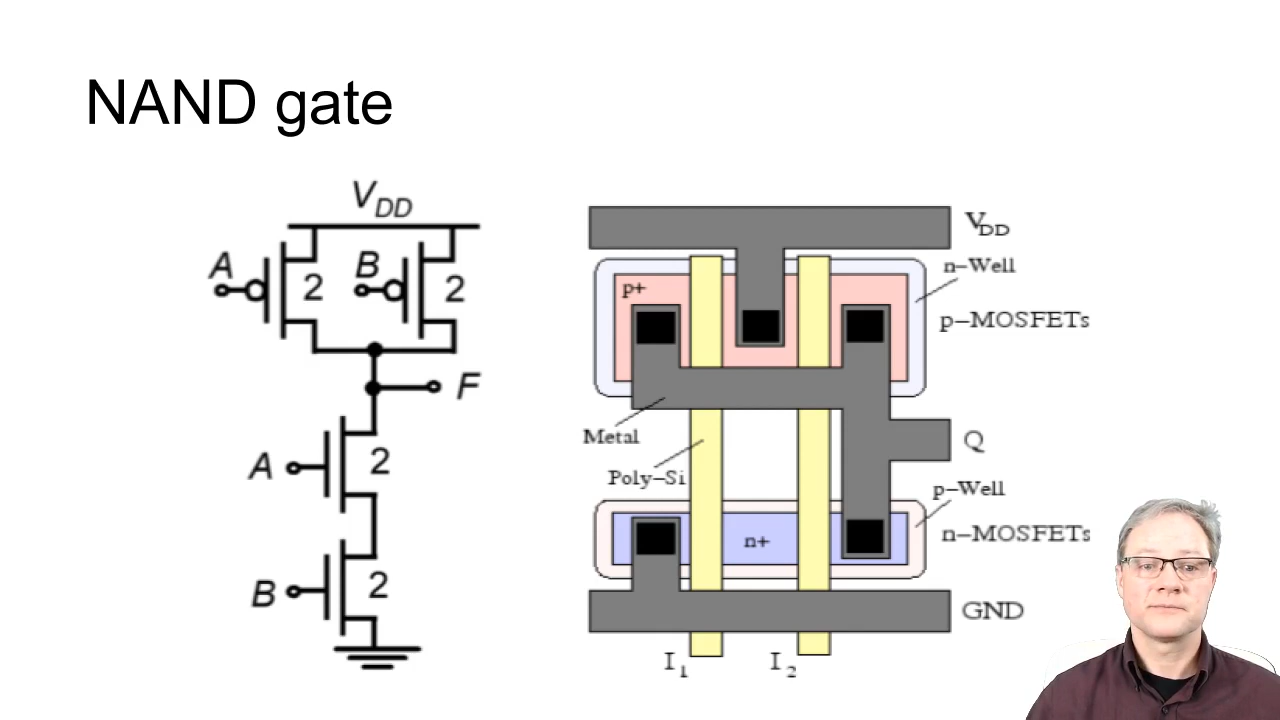 NAND gate
VDD
A
2
B
2
F
A
2
B
2
VDD
n-Well
p+
p-MOSFETs
Metal
Q
Poly-Si
p-Well
n+
n-MOSFETs
GND
I1
I2